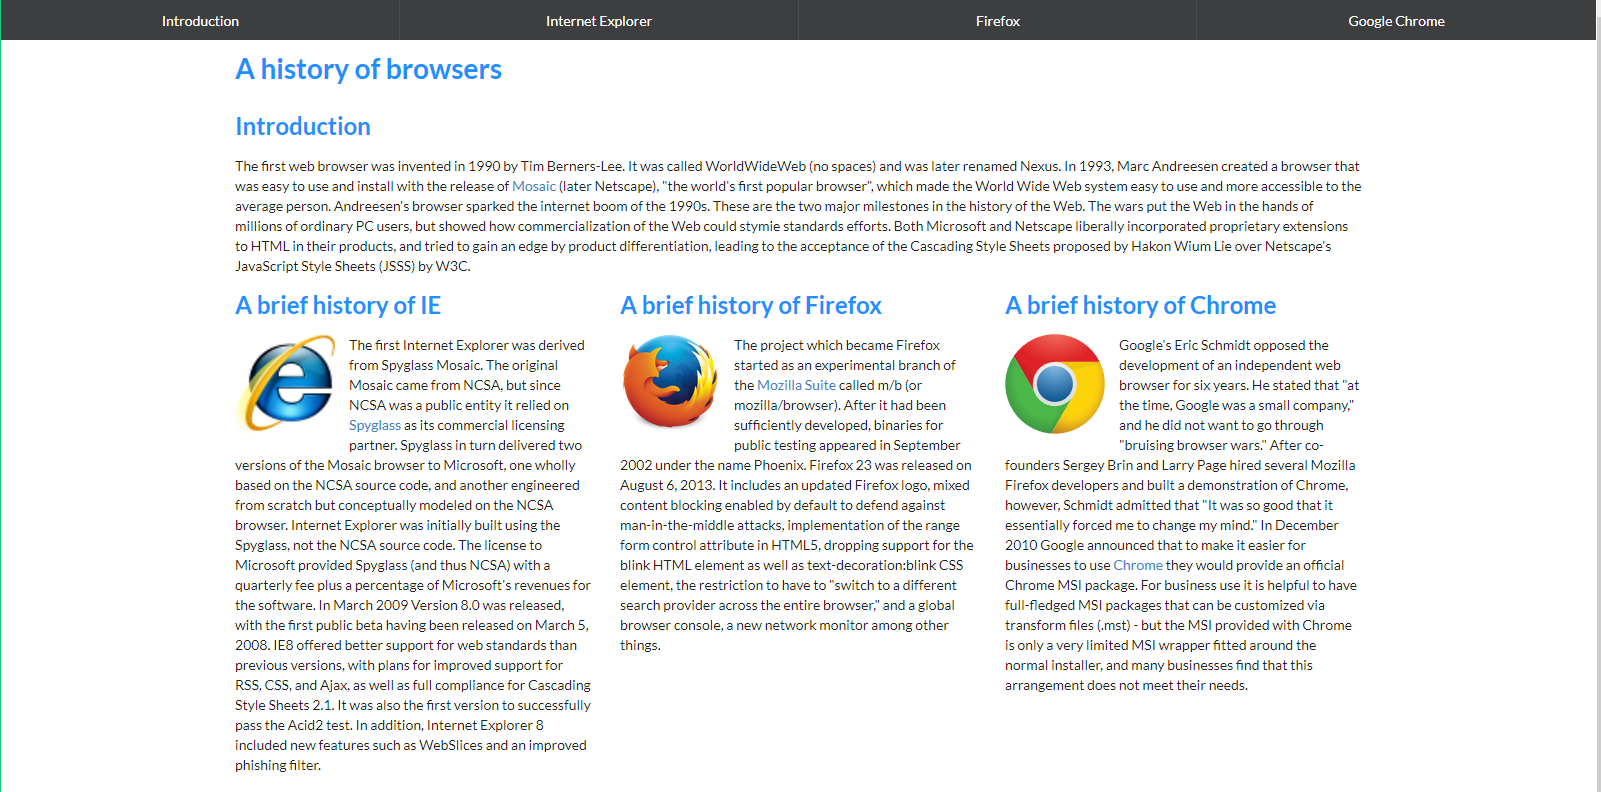 Introduction
Internet Explorer
Firefox
Google Chrome
A history of browsers
Introduction
The first web browser was invented in 1990 by Tim Berners-Lee. It was called WorldWideWeb (no spaces) and was later renamed Nexus. In 1993, Marc Andreesen created a browser that
was easy to use and install with the release of Mosaic (later Netscape), "the world's first popular browser", which made the World Wide Web system easy to use and more accessible to the
average person. Andreesen's browser sparked the internet boom of the 1990s. These are the two major milestones in the history of the Web. The wars put the Web in the hands of
millions of ordinary PC users, but showed how commercialization of the Web could stymie standards efforts. Both Microsoft and Netscape liberally incorporated proprietary extensions
to HTML in their products, and tried to gain an edge by product differentiation, leading to the acceptance of the Cascading Style Sheets proposed by Hakon Wium Lie over Netscape's
JavaScript Style Sheets (JSSS) by W3C.
A brief history of IE
The first Internet Explorer was derived
from Spyglass Mosaic. The original
Mosaic came from NCSA, but since
NCSA was a public entity it relied on
Spyglass as its commercial licensing
partner. Spyglass in turn delivered two
versions of the Mosaic browser to Microsoft, one wholly
based on the NCSA source code, and another engineered
from scratch but conceptually modeled on the NCSA
browser. Internet Explorer was initially built using the
Spyglass, not the NCSA source code. The license to
Microsoft provided Spyglass (and thus NCSA) with a
quarterly fee plus a percentage of Microsoft's revenues for
the software. In March 2009 Version 8.0 was released,
with the first public beta having been released on March 5,
2008. IE8 offered better support for web standards than
previous versions, with plans for improved support for
RSS, CSS, and Ajax, as well as full compliance for Cascading
Style Sheets 2.1. It was also the first version to successfully
pass the Acid2 test. In addition, Internet Explorer 8
included new features such as WebSlices and an improved
phishing filter.
A brief history of Firefox
The project which became Firefox
started as an experimental branch of
the Mozilla Suite called m/b (or
mozilla/browser). After it had been
sufficiently developed, binaries for
public testing appeared in September
2002 under the name Phoenix. Firefox 23 was released on
August 6, 2013. It includes an updated Firefox logo, mixed
content blocking enabled by default to defend against
man-in-the-middle attacks, implementation of the range
form control attribute in HTML5, dropping support for the
blink HTML element as well as text-decoration:blink CSS
element, the restriction to have to "switch to a different
search provider across the entire browser," and a global
browser console, a new network monitor among other
things.
A brief history of Chrome
Google's Eric Schmidt opposed the
development of an independent web
browser for six years. He stated that "at
the time, Google was a small company,"
and he did not want to go through
"bruising browser wars." After co-
founders Sergey Brin and Larry Page hired several Mozilla
Firefox developers and built a demonstration of Chrome,
however, Schmidt admitted that "It was so good that it
essentially forced me to change my mind." In December
2010 Google announced that to make it easier for
businesses to use Chrome they would provide an official
Chrome MSI package. For business use it is helpful to have
full-fledged MSI packages that can be customized via
transform files (.mst) - but the MSI provided with Chrome
is only a very limited MSI wrapper fitted around the
normal installer, and many businesses find that this
arrangement does not meet their needs.